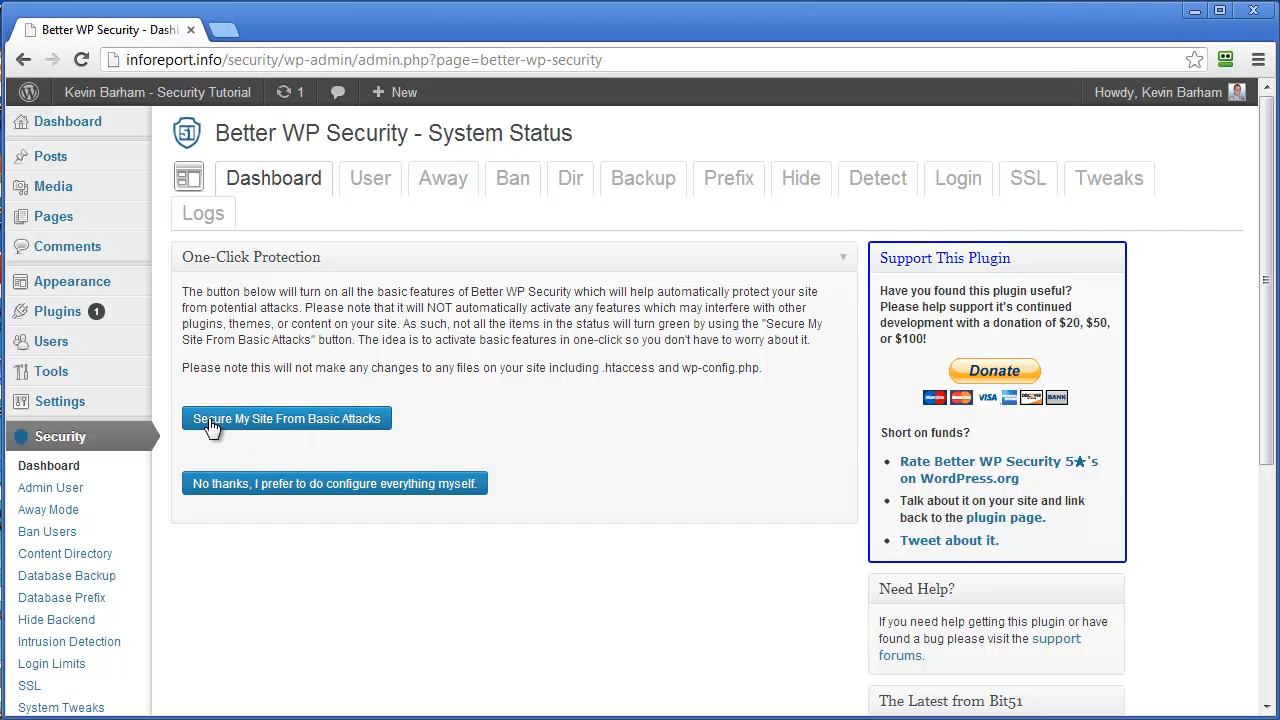 Better WP Security - Dashl
inforeport.info/security/wp-admin/admin.php?page=better-wp-security
Kevin Barham - Security Tutorial
1
New
Howdy, Kevin Barham
Dashboard
Posts
Media
Pages
Comments
Appearance
Plugins 1
Users
Tools
Settings
Security
Dashboard
Admin User
Away Mode
Ban Users
Content Directory
Database Backup
Database Prefix
Hide Backend
Intrusion Detection
Login Limits
SSL
System Tweaks
51
Better WP Security - System Status
Dashboard
User
Away
Ban
Dir
Backup
Prefix
Hide
Detect
Login
SSL
Tweaks
Logs
One-Click Protection
The button below will turn on all the basic features of Better WP Security which will help automatically protect your site
from potential attacks. Please note that it will NOT automatically activate any features which may interfere with other
plugins, themes, or content on your site. As such, not all the items in the status will turn green by using the "Secure My
Site From Basic Attacks" button. The idea is to activate basic features in one-click so you don't have to worry about it.
Please note this will not make any changes to any files on your site including .htaccess and wp-config.php.
Secure My Site From Basic Attacks
No thanks, I prefer to do configure everything myself.
Support This Plugin
Have you found this plugin useful?
Please help support it's continued
development with a donation of $20, $50,
or $100!
Donate
VISA
BANK
Short on funds?
Rate Better WP Security 5★'s
on WordPress.org
Talk about it on your site and link
back to the plugin page.
Tweet about it.
Need Help?
If you need help getting this plugin or have
found a bug please visit the support
forums.
The Latest from Bit51